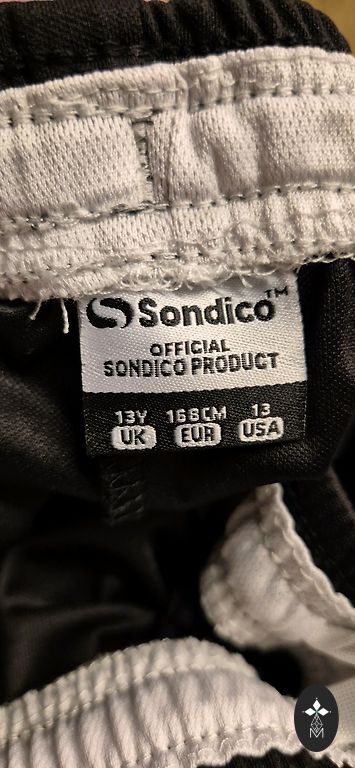 Sondico™
OFFICIAL
SONDICO PRODUCT
13Y 168CM 13
UK EUR USA
M